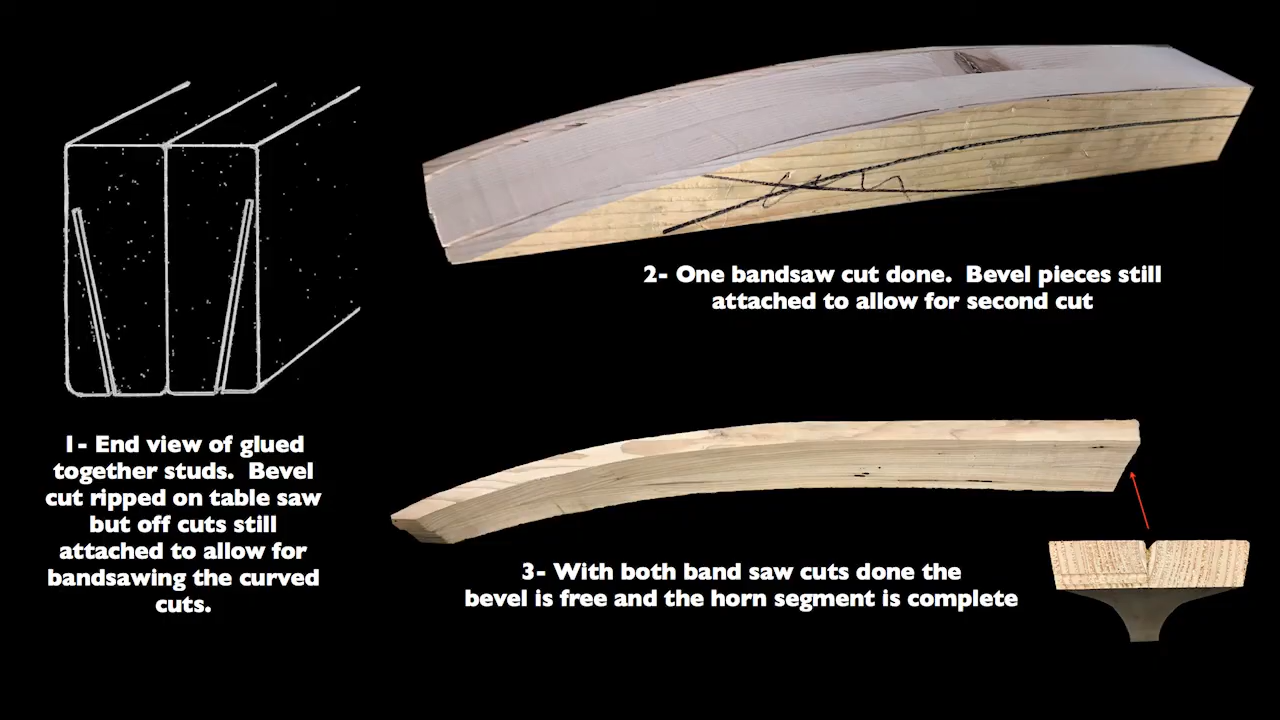 1- End view of glued
together studs.  Bevel
cut ripped on table saw
but off cuts still
attached to allow for
bandsawing the curved
cuts.
2- One bandsaw cut done.  Bevel pieces still
attached to allow for second cut
3- With both band saw cuts done the
bevel is free and the horn segment is complete